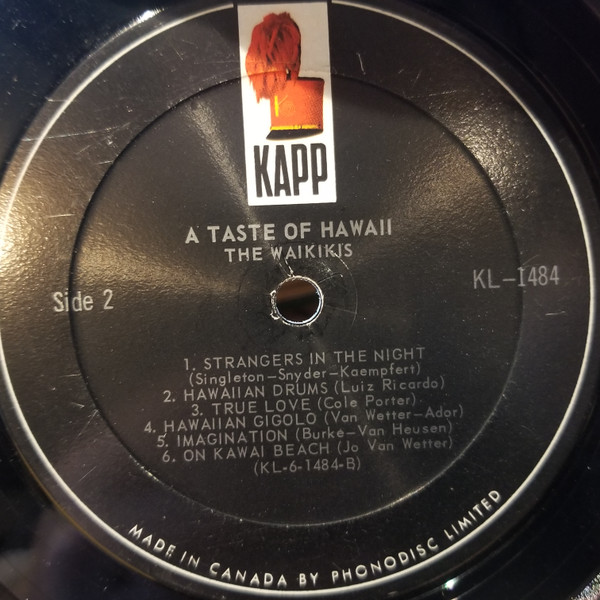 KAPP
A TASTE OF HAWAII
THE WAIKIKIS
Side 2
KL-1484
1. STRANGERS IN THE NIGHT
(Singleton-Snyder-Kaempfert)
2. HAWAIIAN DRUMS (Luiz Ricardo)
3. TRUE LOVE (Cole Porter)
4. HAWAIIAN GIGOLO (Van Wetter-Ador)
5. IMAGINATION (Burke-Van Heusen)
6. ON KAWAI BEACH (Jo Van Wetter)
(KL-6-1484-B)
MADE IN CANADA BY PHONODISC LIMITED